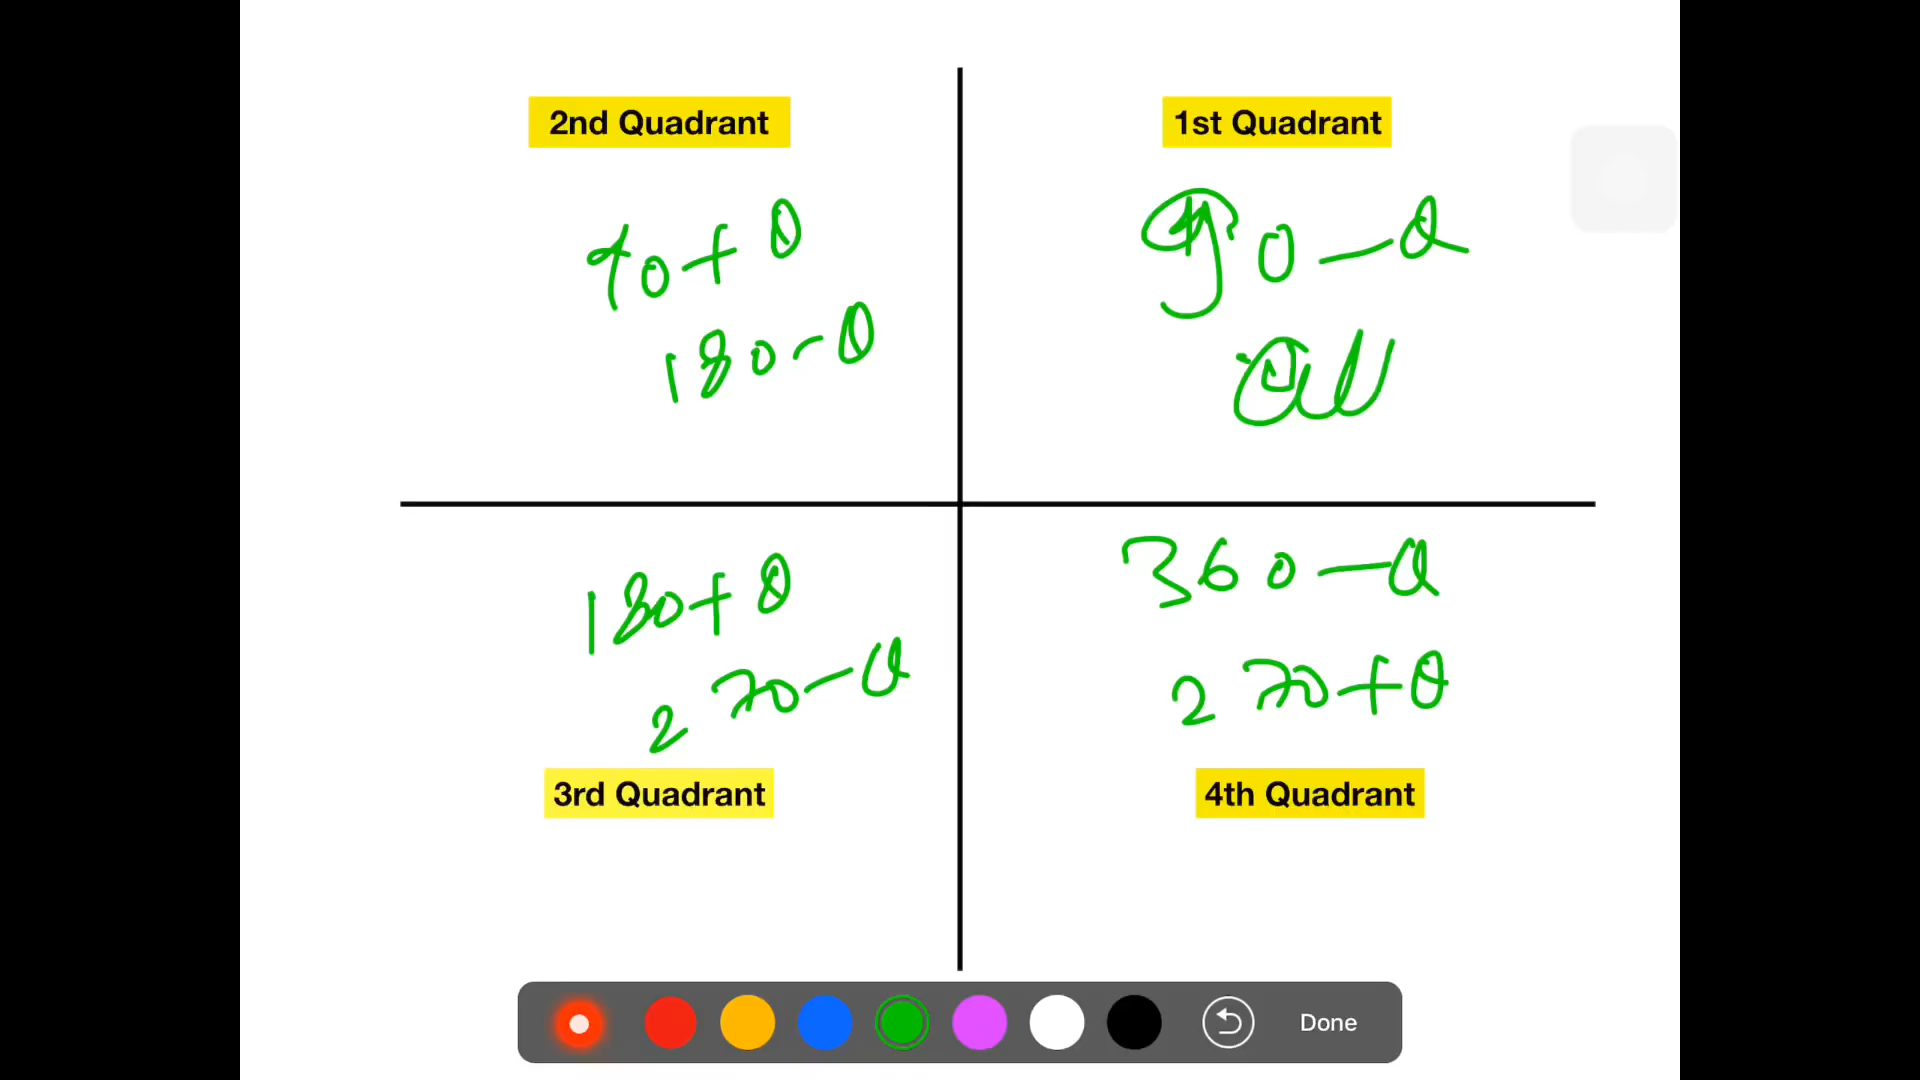 2nd Quadrant
1st Quadrant
90+θ
180-θ
90-θ
All
180+θ
270-θ
360-θ
270+θ
3rd Quadrant
4th Quadrant
Done